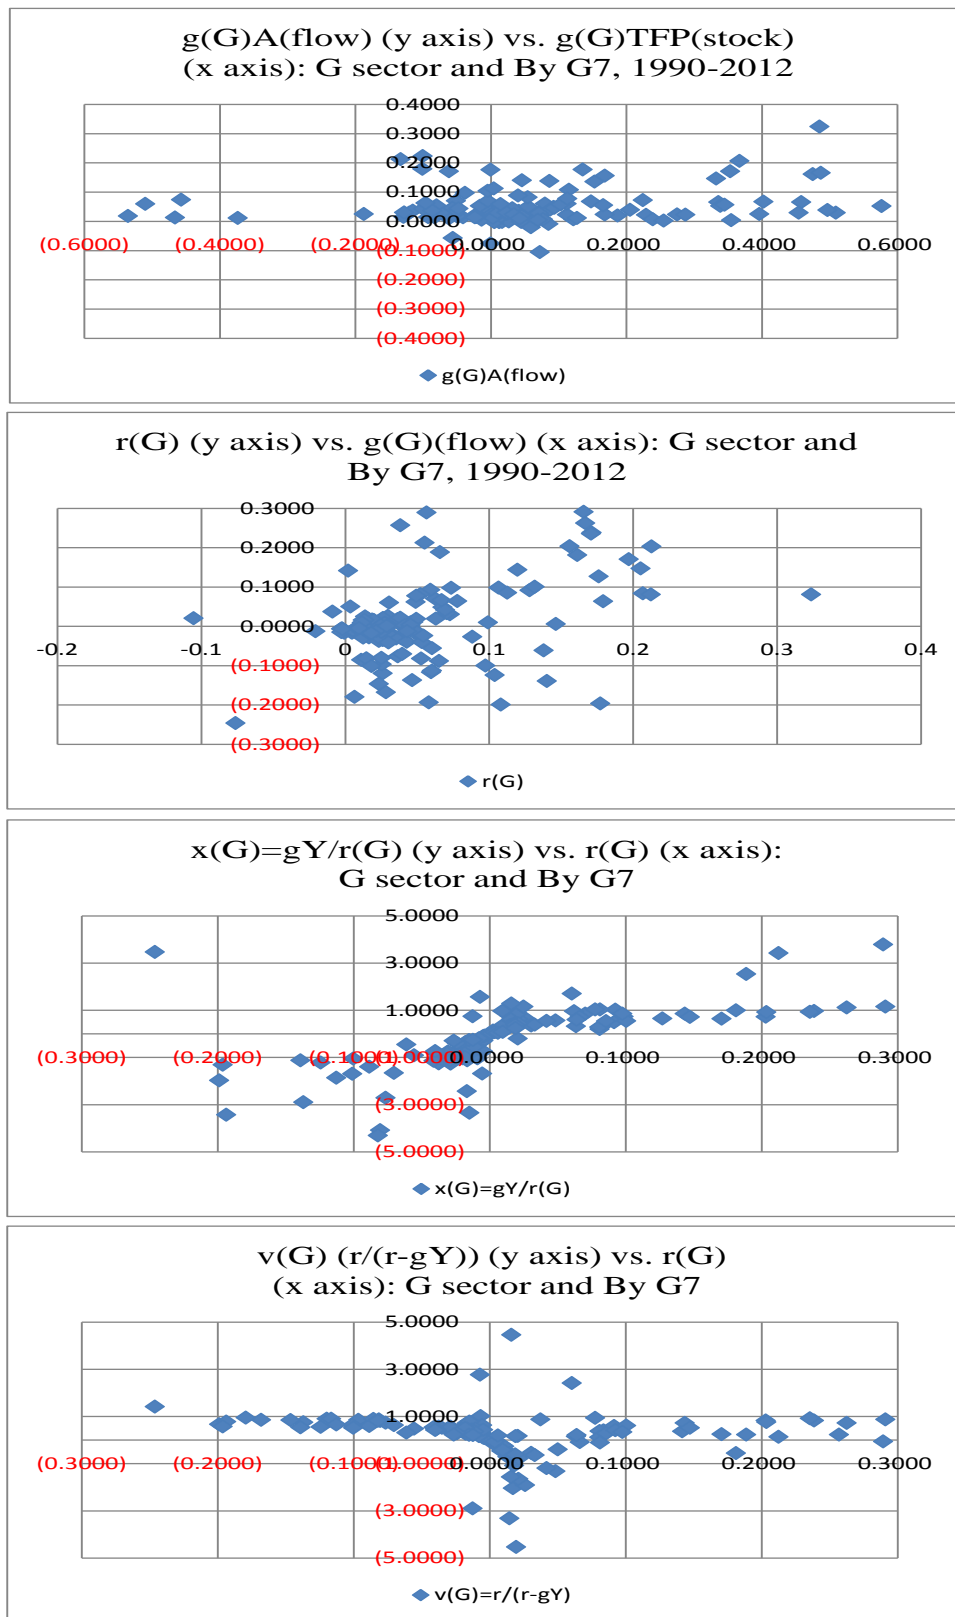 g(G)A(flow) (y axis) vs. g(G)TFP(stock)
(x axis): G sector and By G7, 1990-2012
0.4000
0.3000
0.2000
0.1000
0.0000
(0.6000) (0.4000) (0.2000) 0.0000 0.2000 0.4000 0.6000
(0.1000)
(0.2000)
(0.3000)
(0.4000)
g(G)A(flow)
r(G) (y axis) vs. g(G)(flow) (x axis): G sector and
By G7, 1990-2012
0.3000
0.2000
0.1000
0.0000
-0.2 -0.1 0 0.1 0.2 0.3 0.4
(0.1000)
(0.2000)
(0.3000)
r(G)
x(G)=gY/r(G) (y axis) vs. r(G) (x axis):
G sector and By G7
5.0000
3.0000
1.0000
(0.3000) (0.2000) (0.1000) (1.0000) 0.0000 0.1000 0.2000 0.3000
(3.0000)
(5.0000)
x(G)=gY/r(G)
v(G) (r/(r-gY)) (y axis) vs. r(G)
(x axis): G sector and By G7
5.0000
3.0000
1.0000
(0.3000) (0.2000) (0.1000) (1.0000) 0.0000 0.1000 0.2000 0.3000
(3.0000)
(5.0000)
v(G)=r/(r-gY)